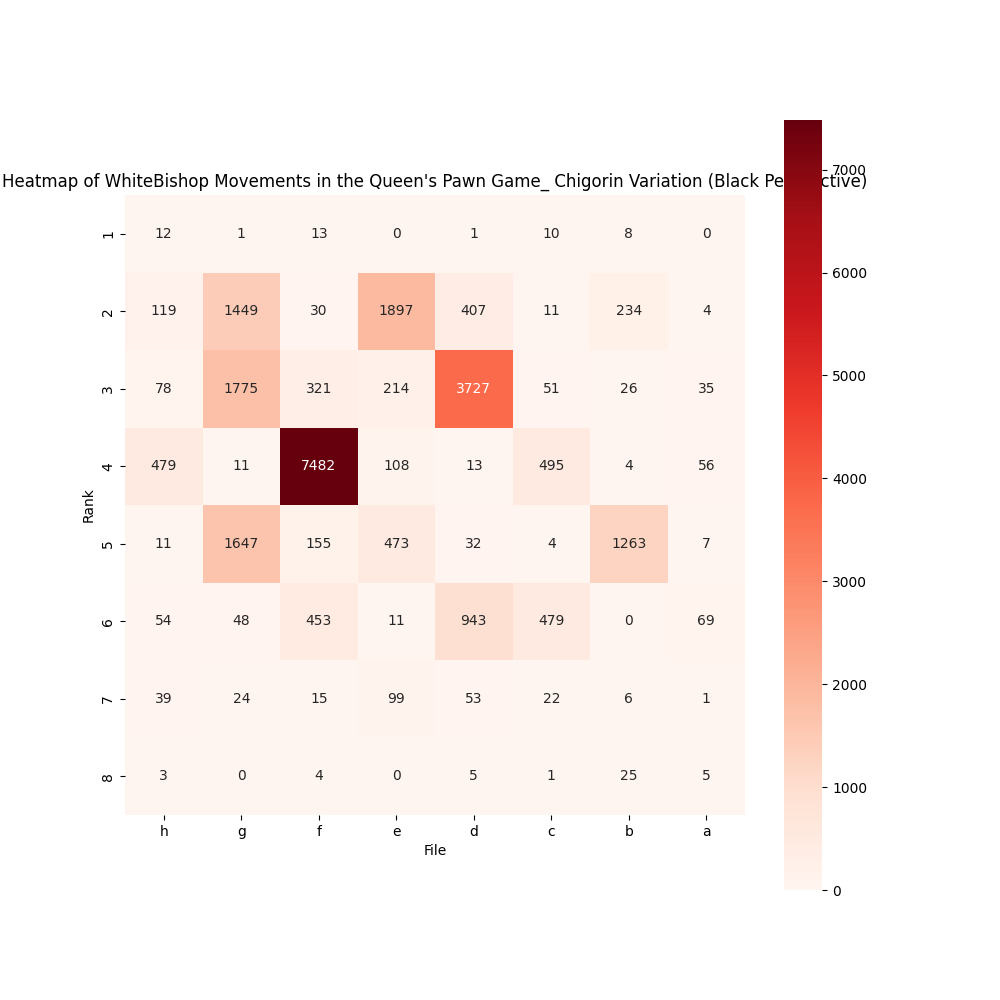 Heatmap of WhiteBishop Movements in the Queen's Pawn Game_ Chigorin Variation (Black Perspective)
1 12 1 13 0 1 10 8 0
2 119 1449 30 1897 407 11 234 4
3 78 1775 321 214 3727 51 26 35
4 479 11 7482 108 13 495 4 56
5 11 1647 155 473 32 4 1263 7
6 54 48 453 11 943 479 0 69
7 39 24 15 99 53 22 6 1
8 3 0 4 0 5 1 25 5
h g f e d c b a
File
Rank
7000
6000
5000
4000
3000
2000
1000
0